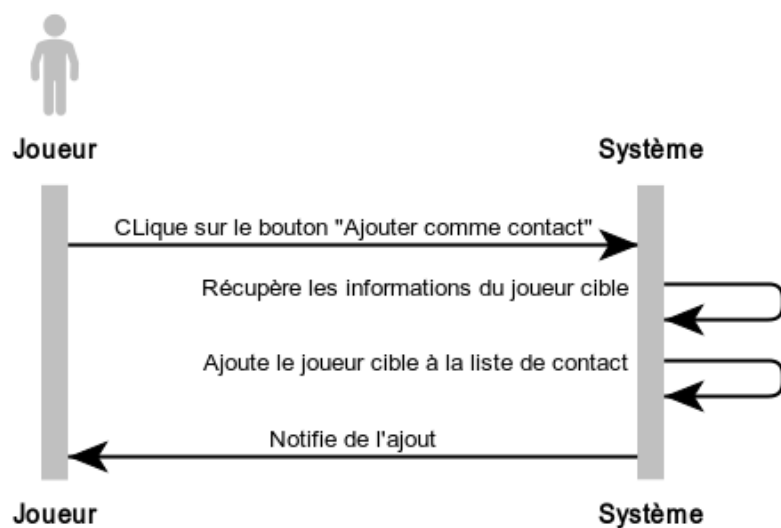 Joueur
Système
CLique sur le bouton "Ajouter comme contact"
Récupère les informations du joueur cible
Ajoute le joueur cible à la liste de contact
Notifie de l'ajout
Joueur
Système